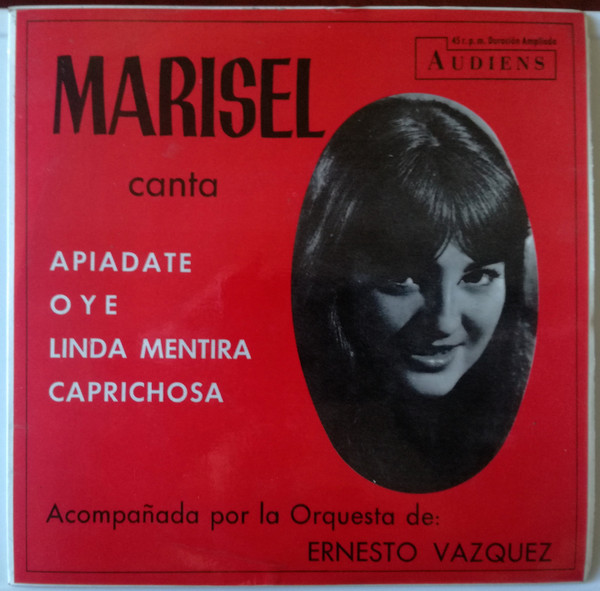 45 r. p. m. Duración Ampliada
AUDIENS
MARISEL
canta
APIADATE
OYE
LINDA MENTIRA
CAPRICHOSA
Acompañada por la Orquesta de:
ERNESTO VAZQUEZ